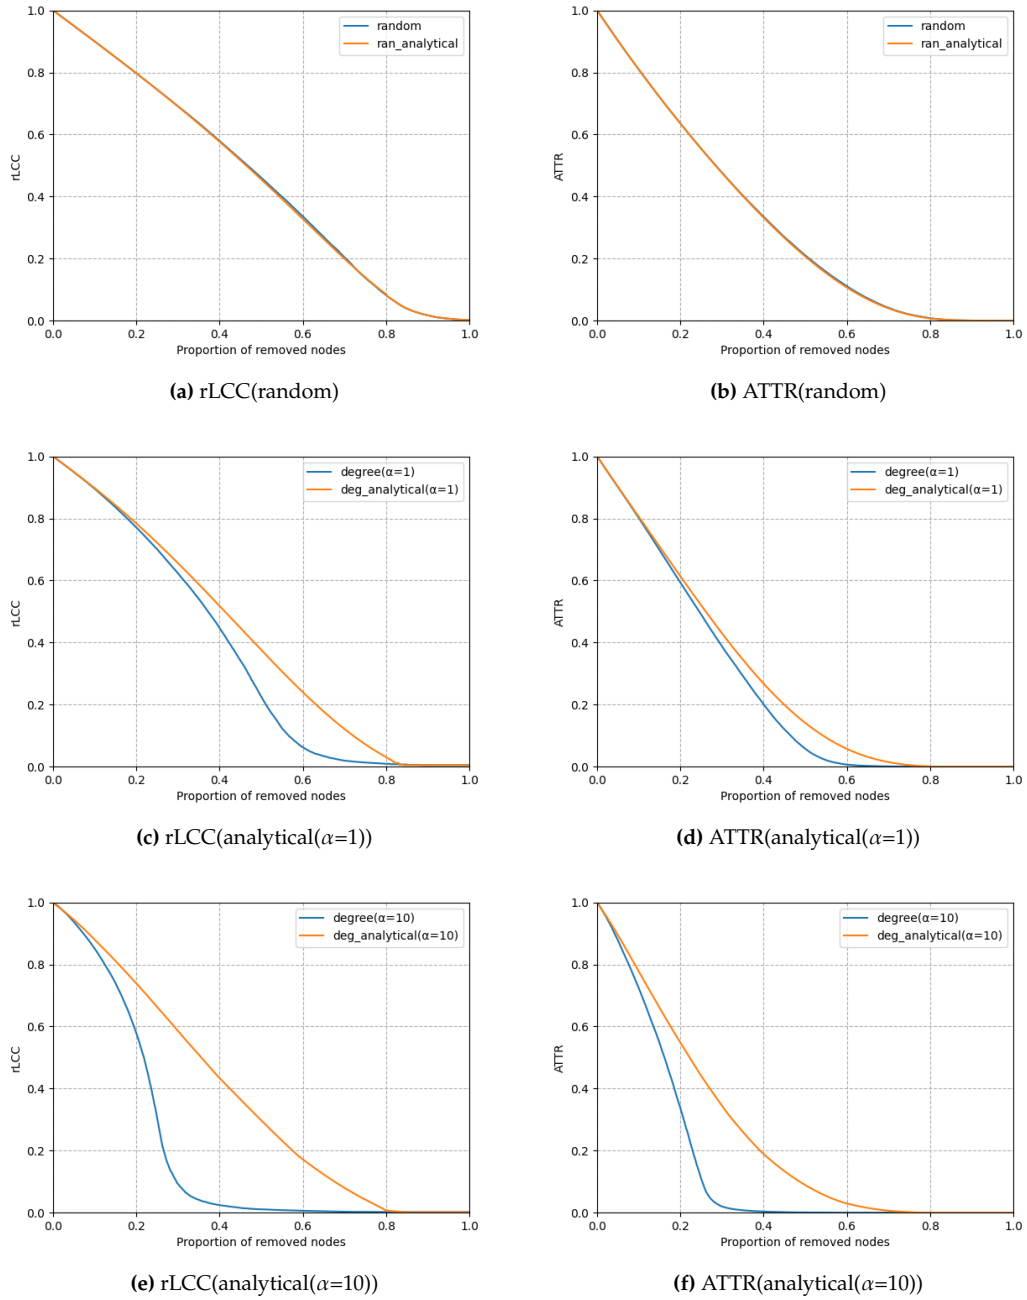 random
ran_analytical
rLCC
1.0
0.8
0.6
0.4
0.2
0.0
0.0 0.2 0.4 0.6 0.8 1.0
Proportion of removed nodes
(a) rLCC(random)
random
ran_analytical
ATTR
1.0
0.8
0.6
0.4
0.2
0.0
0.0 0.2 0.4 0.6 0.8 1.0
Proportion of removed nodes
(b) ATTR(random)
degree(α=1)
deg_analytical(α=1)
rLCC
1.0
0.8
0.6
0.4
0.2
0.0
0.0 0.2 0.4 0.6 0.8 1.0
Proportion of removed nodes
(c) rLCC(analytical(α=1))
degree(α=1)
deg_analytical(α=1)
ATTR
1.0
0.8
0.6
0.4
0.2
0.0
0.0 0.2 0.4 0.6 0.8 1.0
Proportion of removed nodes
(d) ATTR(analytical(α=1))
degree(α=10)
deg_analytical(α=10)
rLCC
1.0
0.8
0.6
0.4
0.2
0.0
0.0 0.2 0.4 0.6 0.8 1.0
Proportion of removed nodes
(e) rLCC(analytical(α=10))
degree(α=10)
deg_analytical(α=10)
ATTR
1.0
0.8
0.6
0.4
0.2
0.0
0.0 0.2 0.4 0.6 0.8 1.0
Proportion of removed nodes
(f) ATTR(analytical(α=10))